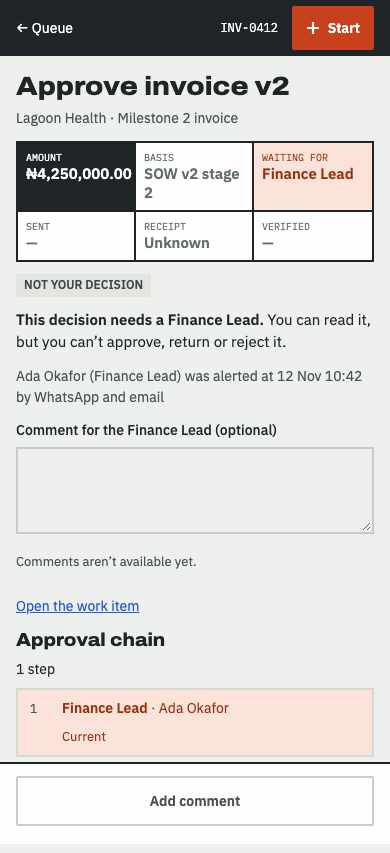 ← Queue
INV-0412
+ Start
Approve invoice v2
Lagoon Health · Milestone 2 invoice
AMOUNT
₦4,250,000.00
BASIS
SOW v2 stage
2
WAITING FOR
Finance Lead
SENT
—
RECEIPT
Unknown
VERIFIED
—
NOT YOUR DECISION
This decision needs a Finance Lead. You can read it,
but you can’t approve, return or reject it.
Ada Okafor (Finance Lead) was alerted at 12 Nov 10:42
by WhatsApp and email
Comment for the Finance Lead (optional)
Comments aren’t available yet.
Open the work item
Approval chain
1 step
1 Finance Lead · Ada Okafor
Current
Add comment